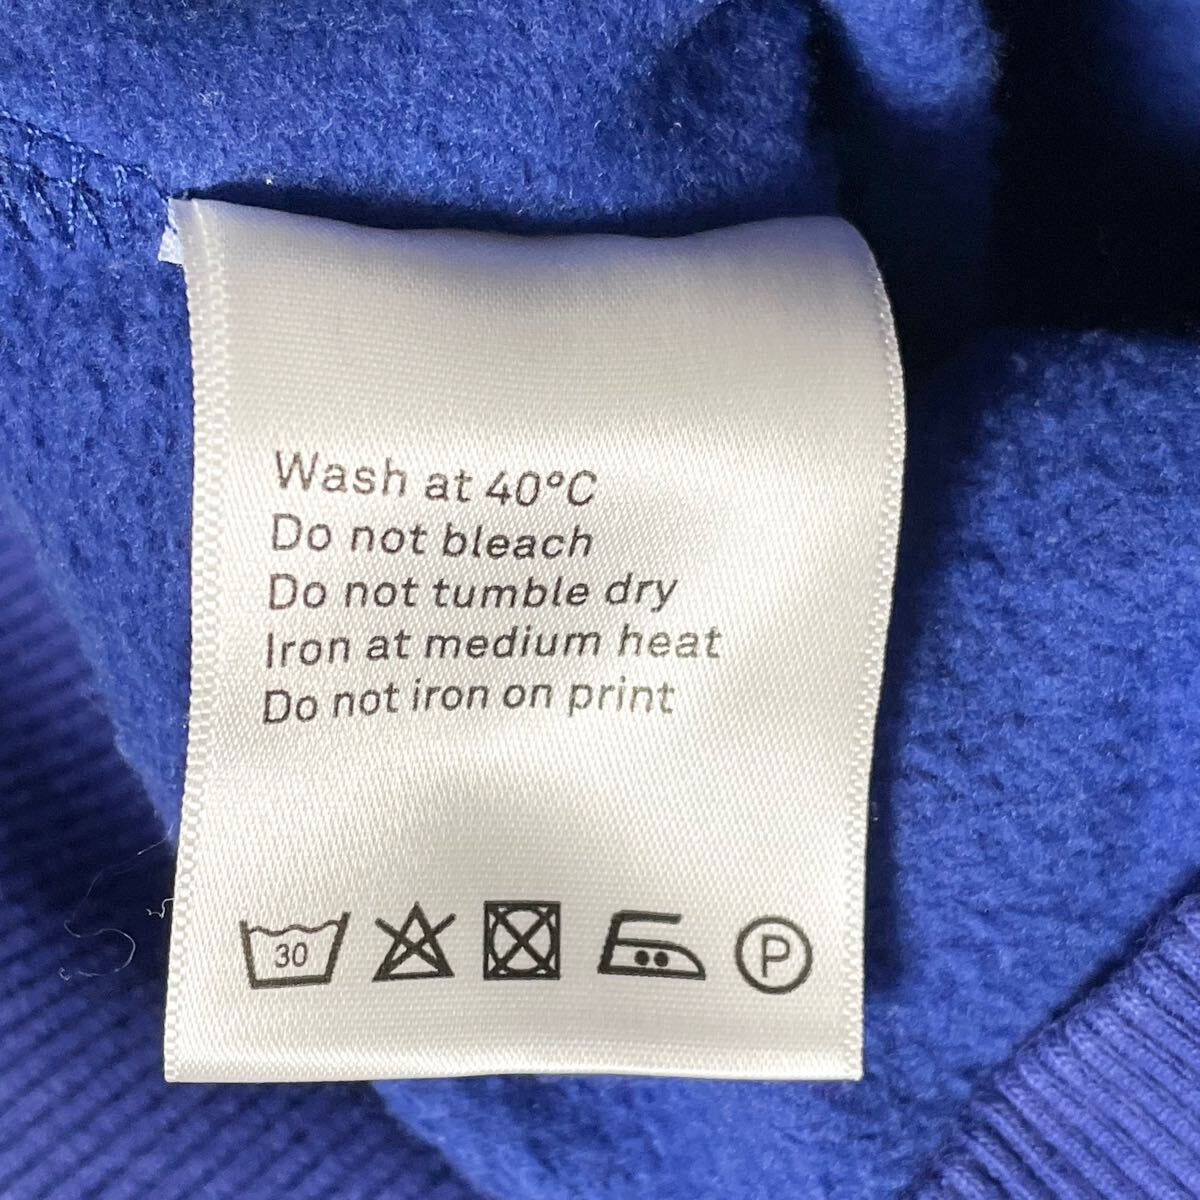 Wash at 40°C
Do not bleach
Do not tumble dry
Iron at medium heat
Do not iron on print
30 P